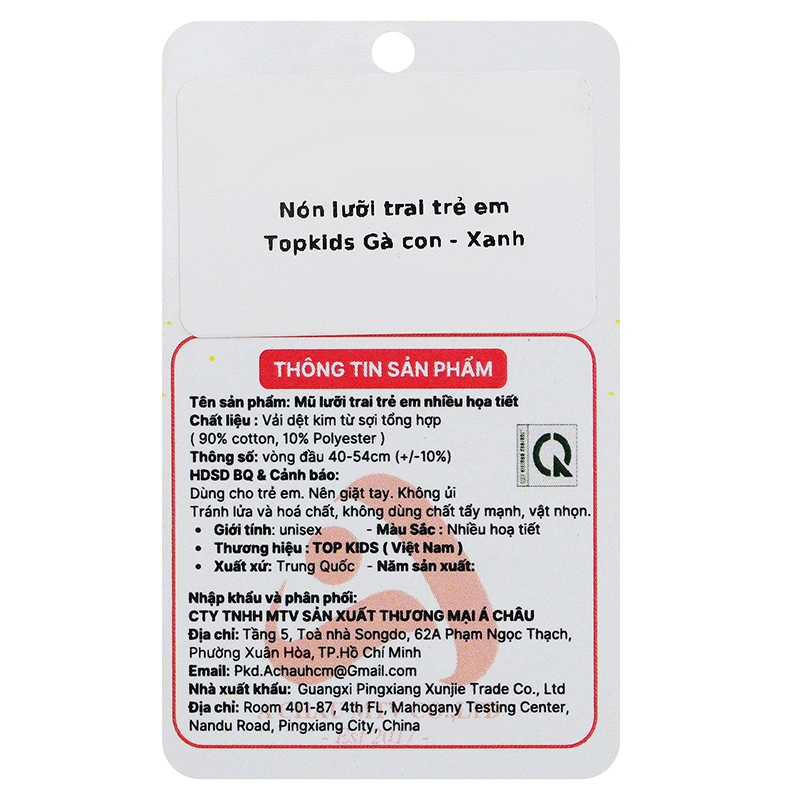 Nón lưỡi trai trẻ em
Topkids Gà con - Xanh
THÔNG TIN SẢN PHẨM
Tên sản phẩm: Mũ lưỡi trai trẻ em nhiều họa tiết
Chất liệu : Vải dệt kim từ sợi tổng hợp
( 90% cotton, 10% Polyester )
Thông số: vòng đầu 40-54cm (+/-10%)
HDSD BQ & Cảnh báo:
Dùng cho trẻ em. Nên giặt tay. Không ủi
Tránh lửa và hoá chất, không dùng chất tẩy mạnh, vật nhọn.
• Giới tính: unisex - Màu Sắc : Nhiều hoạ tiết
• Thương hiệu : TOP KIDS ( Việt Nam )
• Xuất xứ: Trung Quốc - Năm sản xuất:
Nhập khẩu và phân phối:
CTY TNHH MTV SẢN XUẤT THƯƠNG MẠI Á CHÂU
Địa chỉ: Tầng 5, Toà nhà Songdo, 62A Phạm Ngọc Thạch,
Phường Xuân Hòa, TP.Hồ Chí Minh
Email: Pkd.Achauhcm@Gmail.com
Nhà xuất khẩu: Guangxi Pingxiang Xunjie Trade Co., Ltd
Địa chỉ: Room 401-87, 4th FL, Mahogany Testing Center,
Nandu Road, Pingxiang City, China
A CHAU MTV CO.,LTD
- Est 2017 -